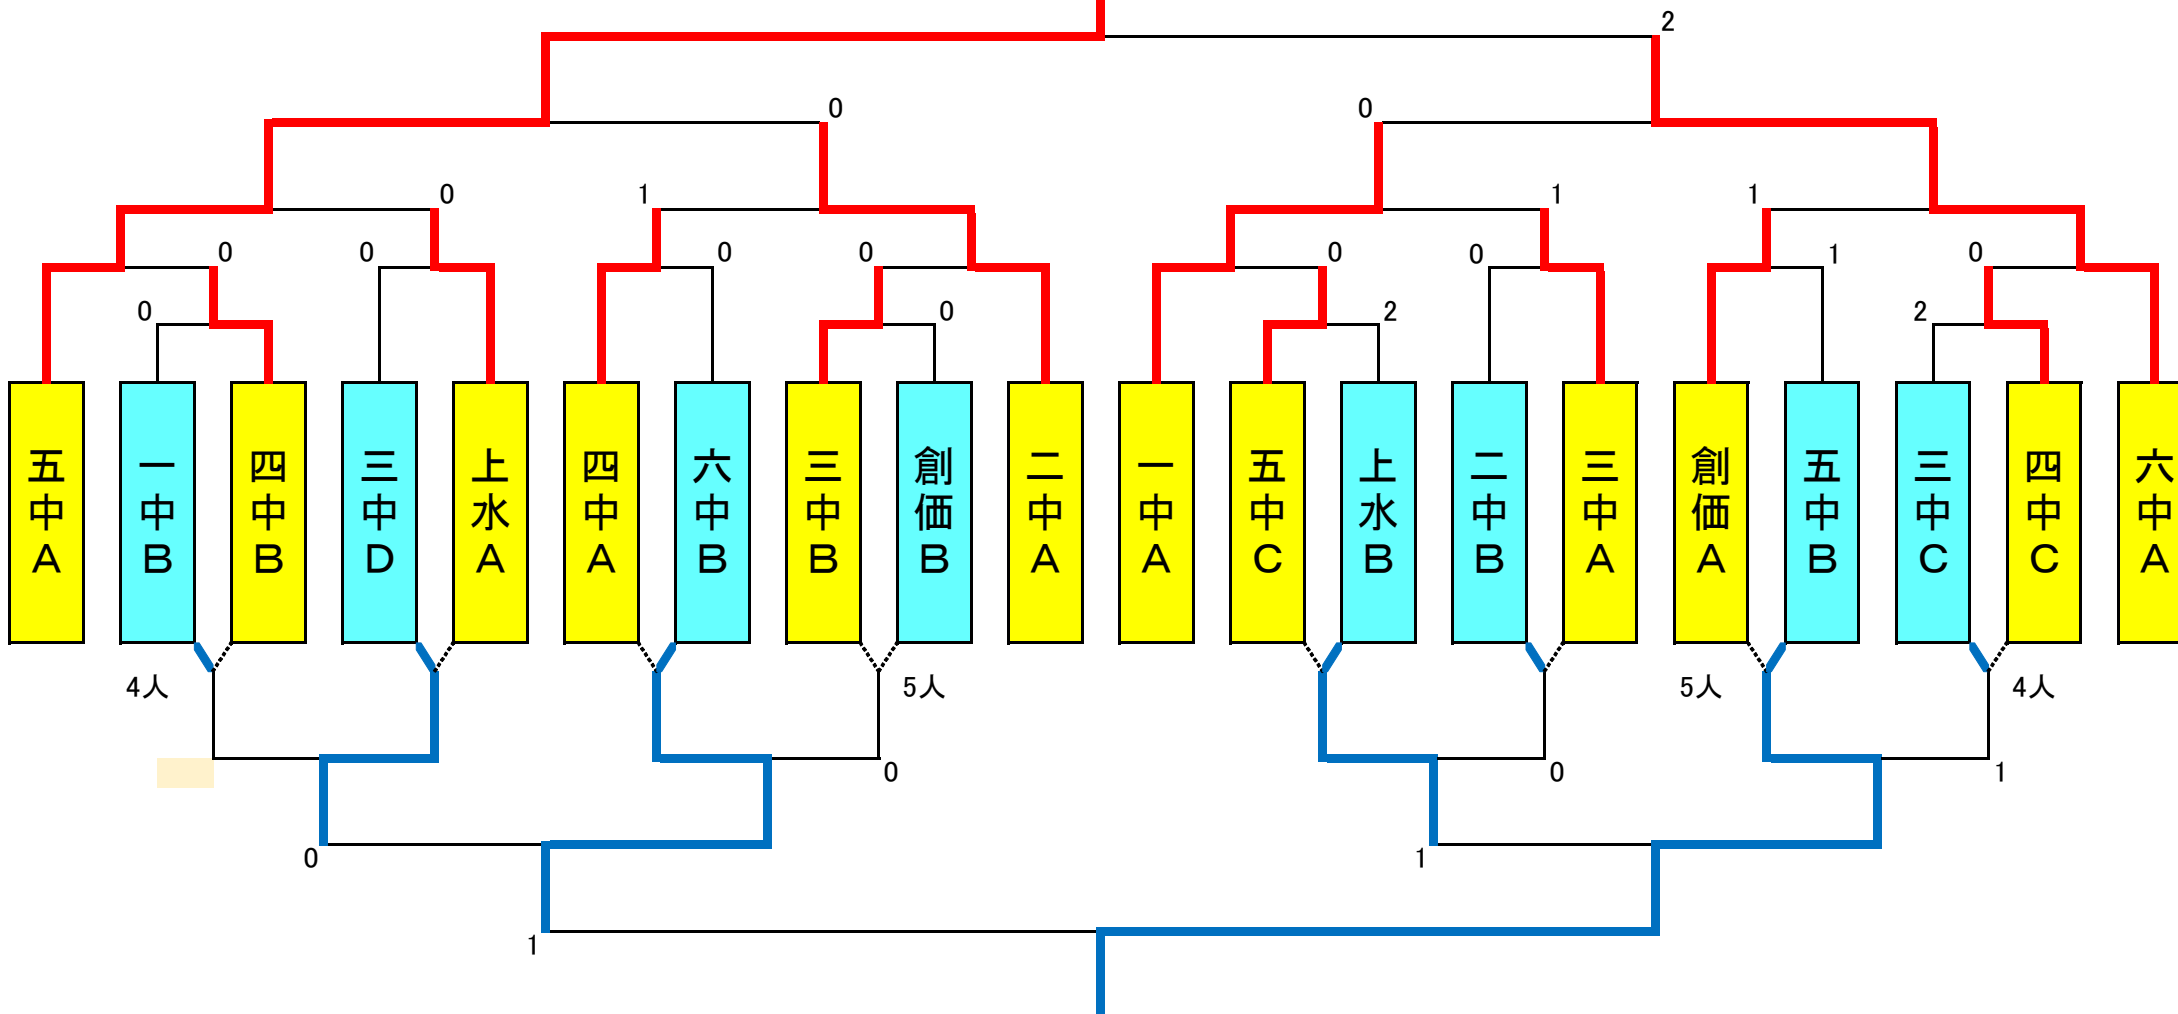 2
0 0
0 1 1 1
0 0 0 0 0 0 1 0
0 0 2 2
五中A
一中B
四中B
三中D
上水A
四中A
六中B
三中B
創価B
二中A
一中A
五中C
上水B
二中B
三中A
創価A
五中B
三中C
四中C
六中A
4人 5人 5人 4人
0 0 1
0 1
1